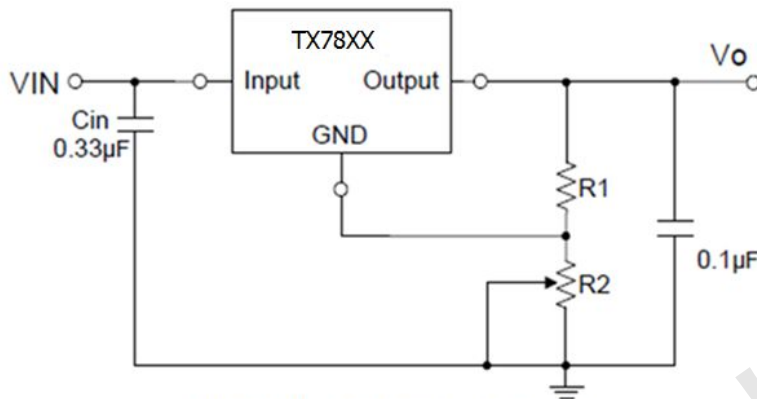 TX78XX
VIN
Input
Output
Vo
Cin
0.33µF
GND
R1
R2
0.1µF